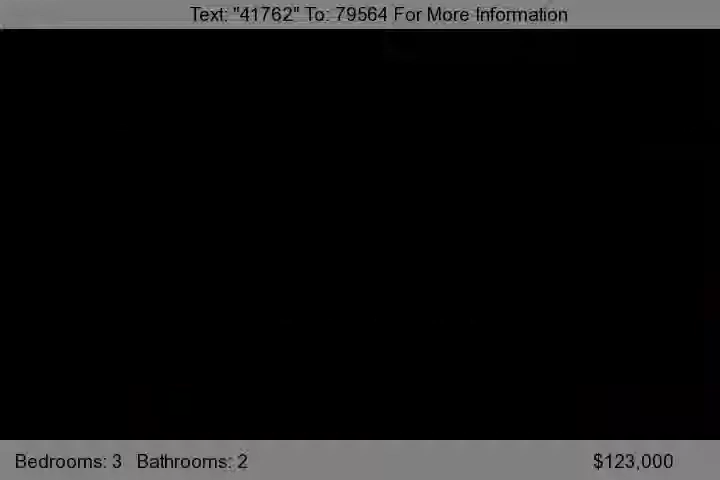 Text: "41762" To: 79564 For More Information
Bedrooms: 3 Bathrooms: 2 $123,000